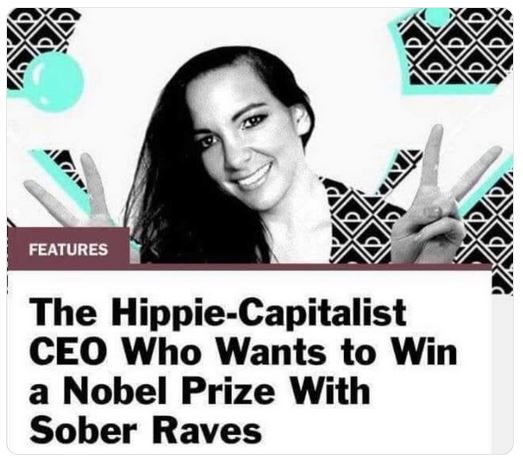 FEATURES
The Hippie-Capitalist
CEO Who Wants to Win
a Nobel Prize With
Sober Raves